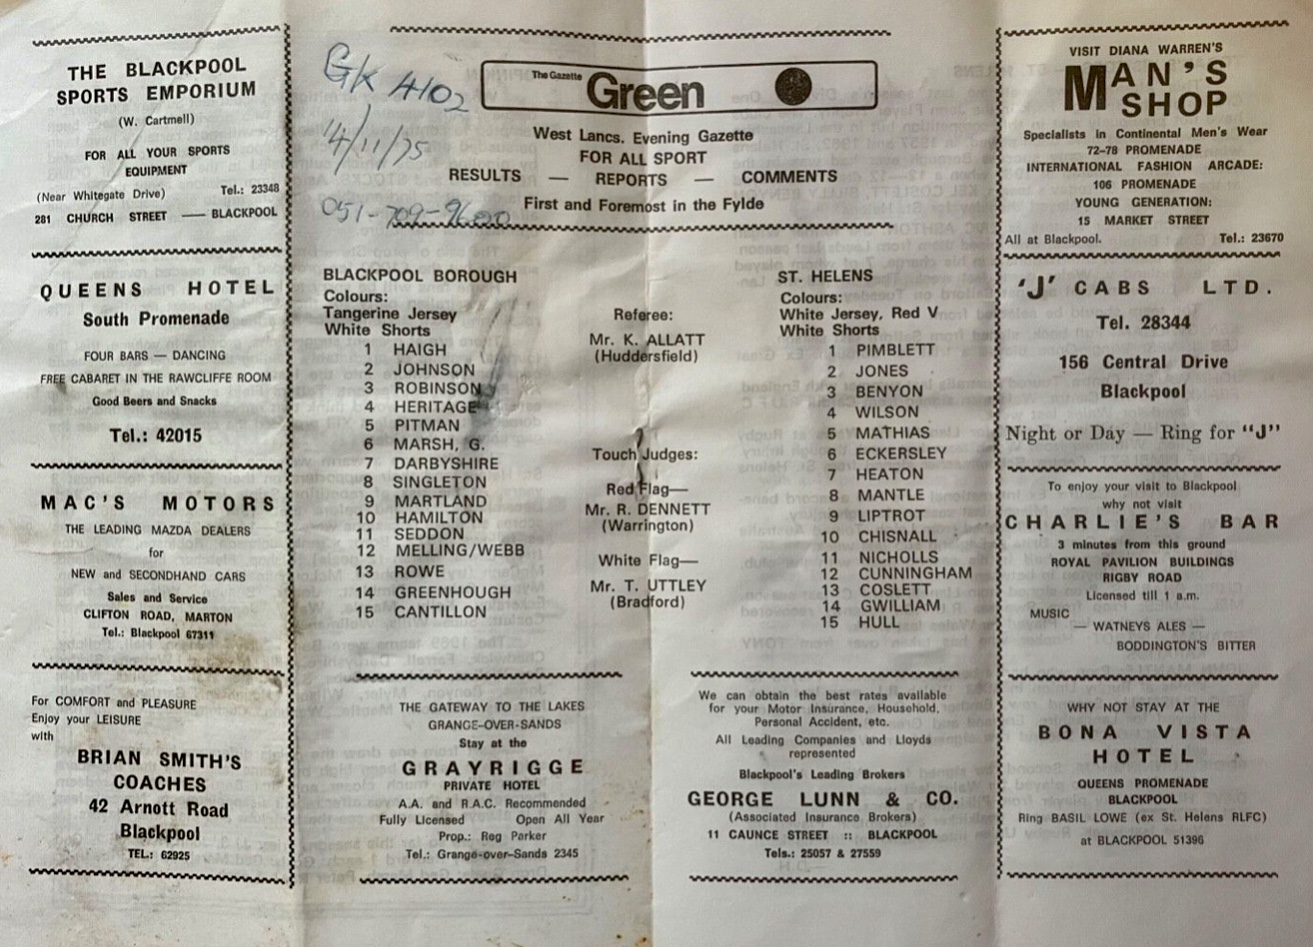 THE BLACKPOOL
SPORTS EMPORIUM
(W. Cartmell)
FOR ALL YOUR SPORTS
EQUIPMENT
(Near Whitegate Drive) Tel.: 23348
281 CHURCH STREET — BLACKPOOL
QUEENS HOTEL
South Promenade
FOUR BARS — DANCING
FREE CABARET IN THE RAWCLIFFE ROOM
Good Beers and Snacks
Tel.: 42015
MAC'S MOTORS
THE LEADING MAZDA DEALERS
for
NEW and SECONDHAND CARS
Sales and Service
CLIFTON ROAD, MARTON
Tel.: Blackpool 67311
For COMFORT and PLEASURE
Enjoy your LEISURE
with
BRIAN SMITH'S
COACHES
42 Arnott Road
Blackpool
TEL.: 62925
GK 4102
14/11/75
051-709-9600
The Gazette
Green
West Lancs. Evening Gazette
FOR ALL SPORT
RESULTS — REPORTS — COMMENTS
First and Foremost in the Fylde
BLACKPOOL BOROUGH
Colours:
Tangerine Jersey
White Shorts
1 HAIGH
2 JOHNSON
3 ROBINSON
4 HERITAGE
5 PITMAN
6 MARSH, G.
7 DARBYSHIRE
8 SINGLETON
9 MARTLAND
10 HAMILTON
11 SEDDON
12 MELLING/WEBB
13 ROWE
14 GREENHOUGH
15 CANTILLON
Referee:
Mr. K. ALLATT
(Huddersfield)
Touch Judges:
Red Flag—
Mr. R. DENNETT
(Warrington)
White Flag—
Mr. T. UTTLEY
(Bradford)
ST. HELENS
Colours:
White Jersey, Red V
White Shorts
1 PIMBLETT
2 JONES
3 BENYON
4 WILSON
5 MATHIAS
6 ECKERSLEY
7 HEATON
8 MANTLE
9 LIPTROT
10 CHISNALL
11 NICHOLLS
12 CUNNINGHAM
13 COSLETT
14 GWILLIAM
15 HULL
THE GATEWAY TO THE LAKES
GRANGE-OVER-SANDS
Stay at the
GRAYRIGGE
PRIVATE HOTEL
A.A. and R.A.C. Recommended
Fully Licensed Open All Year
Prop.: Reg Parker
Tel.: Grange-over-Sands 2345
We can obtain the best rates available
for your Motor Insurance, Household,
Personal Accident, etc.
All Leading Companies and Lloyds
represented
Blackpool's Leading Brokers
GEORGE LUNN & CO.
(Associated Insurance Brokers)
11 CAUNCE STREET :: BLACKPOOL
Tels.: 25057 & 27559
VISIT DIANA WARREN'S
MAN'S
SHOP
Specialists in Continental Men's Wear
72-78 PROMENADE
INTERNATIONAL FASHION ARCADE:
106 PROMENADE
YOUNG GENERATION:
15 MARKET STREET
All at Blackpool. Tel.: 23670
'J' CABS LTD.
Tel. 28344
156 Central Drive
Blackpool
Night or Day — Ring for "J"
To enjoy your visit to Blackpool
why not visit
CHARLIE'S BAR
3 minutes from this ground
ROYAL PAVILION BUILDINGS
RIGBY ROAD
Licensed till 1 a.m.
MUSIC
— WATNEYS ALES —
BODDINGTON'S BITTER
WHY NOT STAY AT THE
BONA VISTA
HOTEL
QUEENS PROMENADE
BLACKPOOL
Ring BASIL LOWE (ex St. Helens RLFC)
at BLACKPOOL 51396